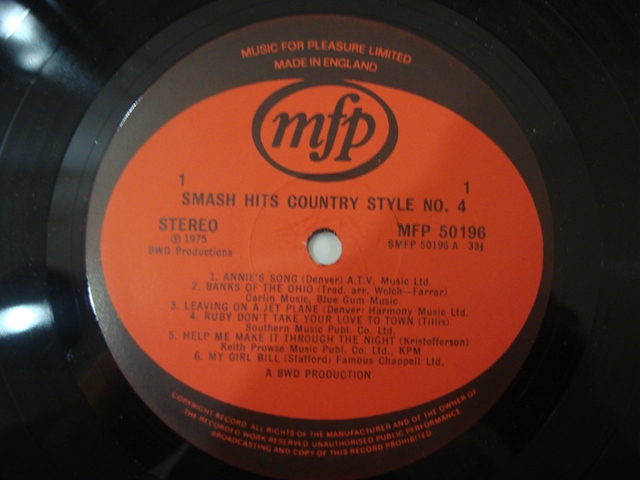 MUSIC FOR PLEASURE LIMITED
MADE IN ENGLAND
mfp
1 1
SMASH HITS COUNTRY STYLE NO. 4
STEREO MFP 50196
℗ 1975 SMFP 50196 A 33⅓
BWD Productions
1. ANNIE'S SONG (Denver) A.T.V. Music Ltd.
2. BANKS OF THE OHIO (Trad. arr. Welch—Farrar)
Carlin Music, Blue Gum Music
3. LEAVING ON A JET PLANE (Denver) Harmony Music Ltd.
4. RUBY DON'T TAKE YOUR LOVE TO TOWN (Tillis)
Southern Music Publ. Co. Ltd.
5. HELP ME MAKE IT THROUGH THE NIGHT (Kristofferson)
Keith Prowse Music Publ. Co. Ltd., KPM
6. MY GIRL BILL (Stafford) Famous Chappell Ltd.
A BWD PRODUCTION
COPYRIGHT RECORD ALL RIGHTS OF THE MANUFACTURER AND OF THE OWNER OF
THE RECORDED WORK RESERVED UNAUTHORISED PUBLIC PERFORMANCE
BROADCASTING AND COPY OF THIS RECORD PROHIBITED